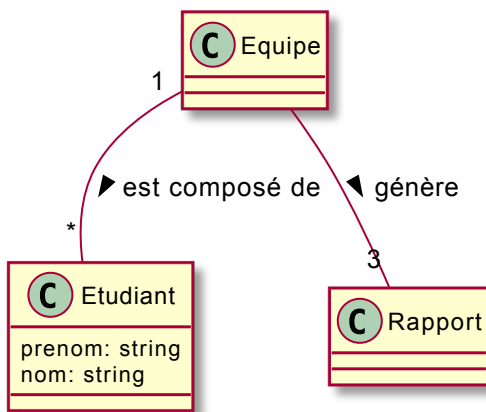 C Equipe
1
est composé de
génère
*
3
C Etudiant
C Rapport
prenom: string
nom: string